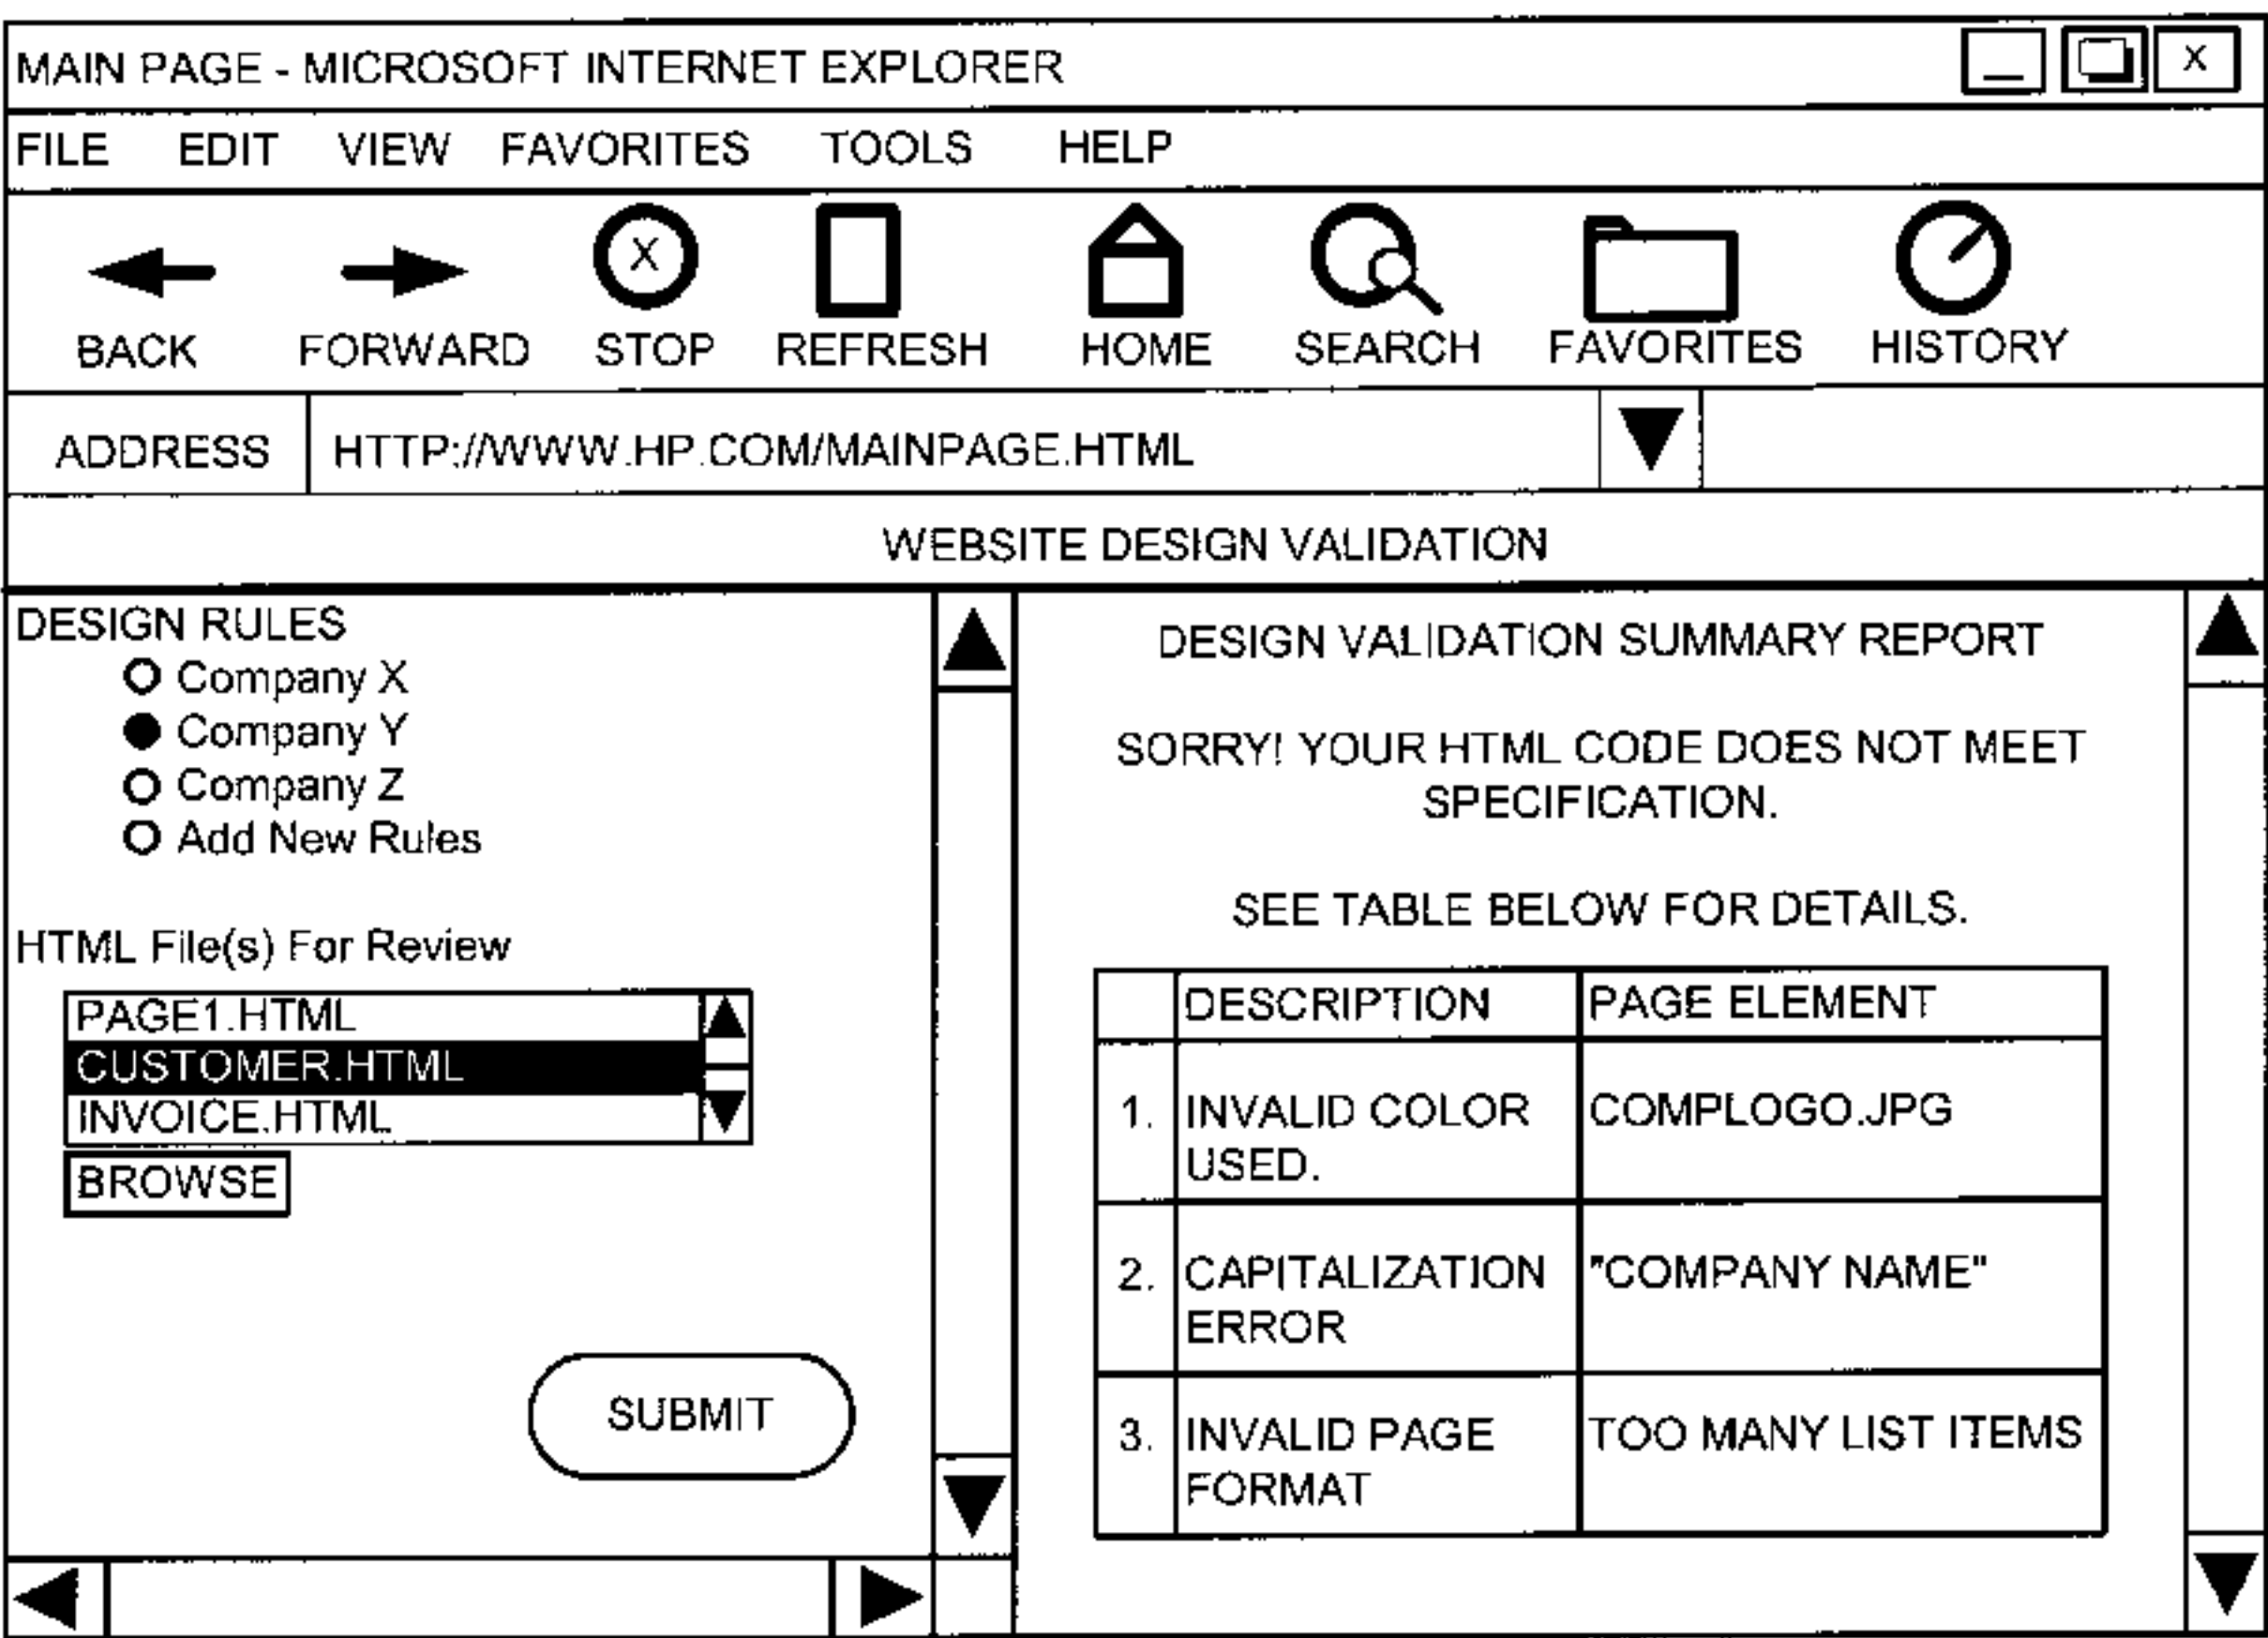 MAIN PAGE - MICROSOFT INTERNET EXPLORER
X
FILE EDIT VIEW FAVORITES TOOLS HELP
X
BACK FORWARD STOP REFRESH HOME SEARCH FAVORITES HISTORY
ADDRESS HTTP://WWW.HP.COM/MAINPAGE.HTML
WEBSITE DESIGN VALIDATION
DESIGN RULES
Company X
Company Y
Company Z
Add New Rules
HTML File(s) For Review
PAGE1.HTML
CUSTOMER.HTML
INVOICE.HTML
BROWSE
SUBMIT
DESIGN VALIDATION SUMMARY REPORT
SORRY! YOUR HTML CODE DOES NOT MEET
SPECIFICATION.
SEE TABLE BELOW FOR DETAILS.
DESCRIPTION PAGE ELEMENT
1. INVALID COLOR COMPLOGO.JPG
USED.
2. CAPITALIZATION "COMPANY NAME"
ERROR
3. INVALID PAGE TOO MANY LIST ITEMS
FORMAT